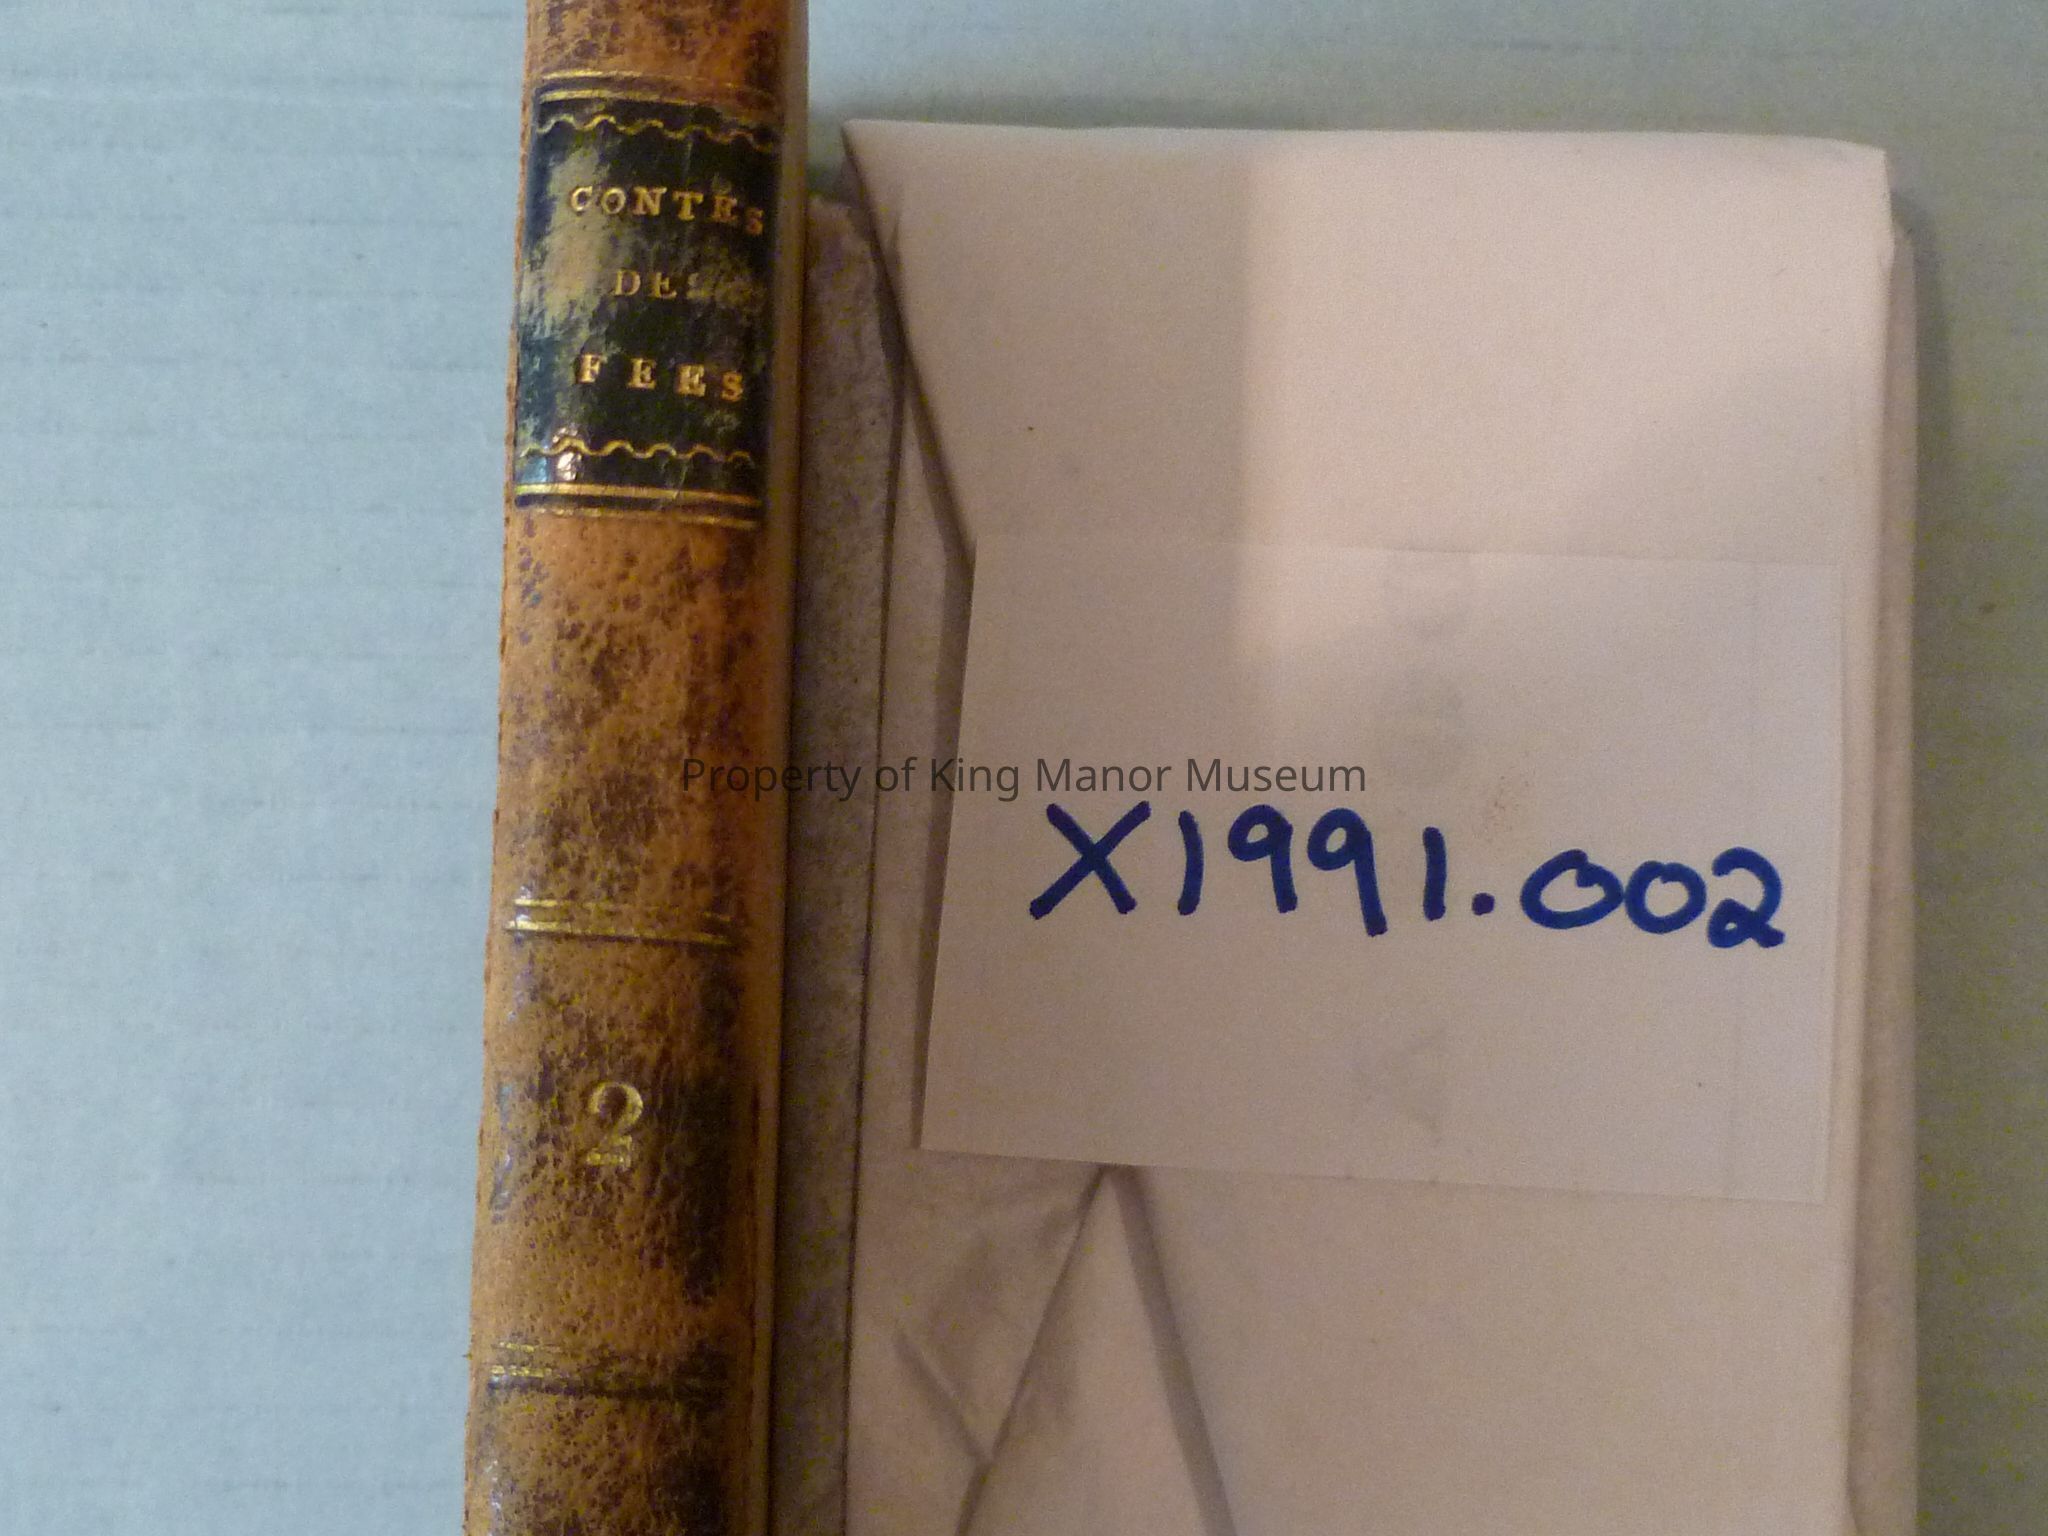 CONTES
DES
FEES
2
Property of King Manor Museum
X1991.002